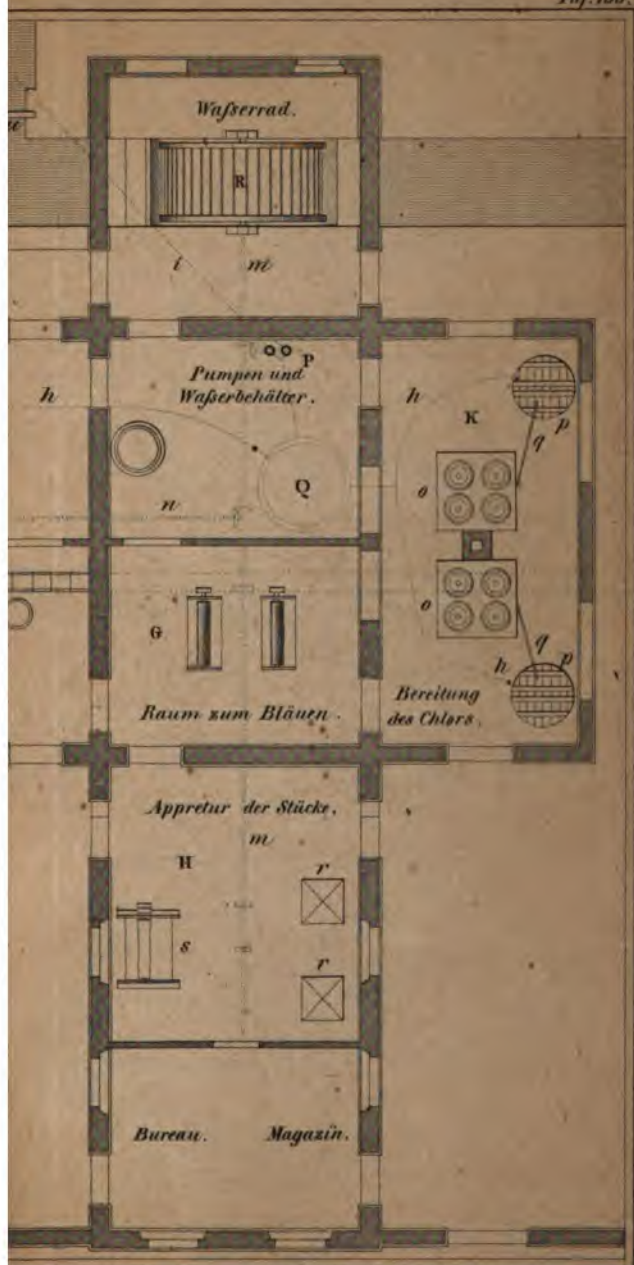 Waſserrad.
R
i m
P
Pumpen und
Waſserbehälter.
h
h
K
q p
o
Q
n
o
G
q
h p
Raum zum Bläuen.
Bereitung
des Chlors.
Appretur der Stücke.
m
H
r
s
r
Bureau. Magazin.